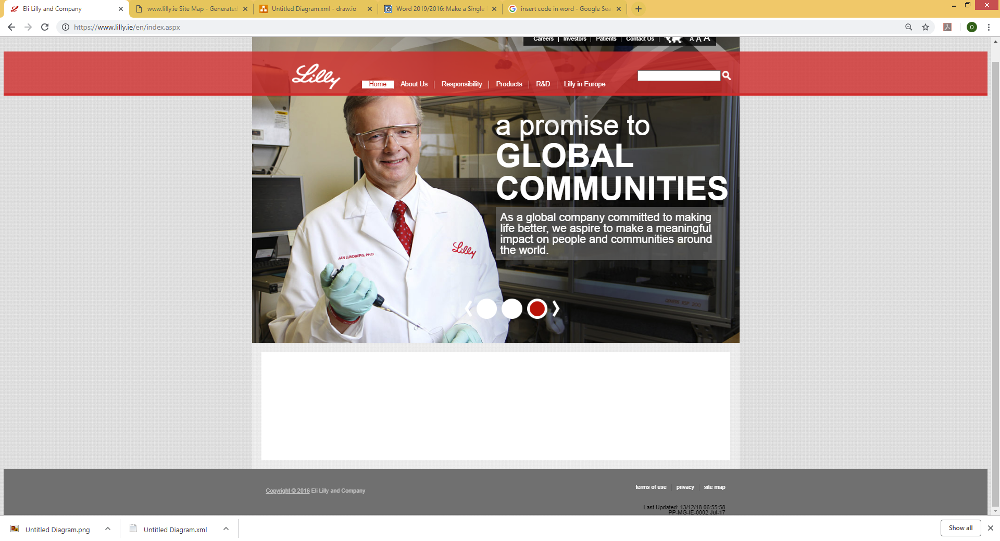 Eli Lilly and Company
www.lilly.ie Site Map - Generated
Untitled Diagram.xml - draw.io
Word 2019/2016: Make a Single
insert code in word - Google Sea
https://www.lilly.ie/en/index.aspx
O
Careers
Investors
Patients
Contact Us
A A A
Lilly
Home
About Us
Responsibility
Products
R&D
Lilly in Europe
a promise to
GLOBAL
COMMUNITIES
As a global company committed to making
life better, we aspire to make a meaningful
impact on people and communities around
the world.
Lilly
JAN LUNDBERG, PH.D
Copyright © 2016 Eli Lilly and Company
terms of use
privacy
site map
Last Updated: 13/12/18 06:55:58
PP-MG-IE-0002 Jul-17
Untitled Diagram.png
Untitled Diagram.xml
Show all